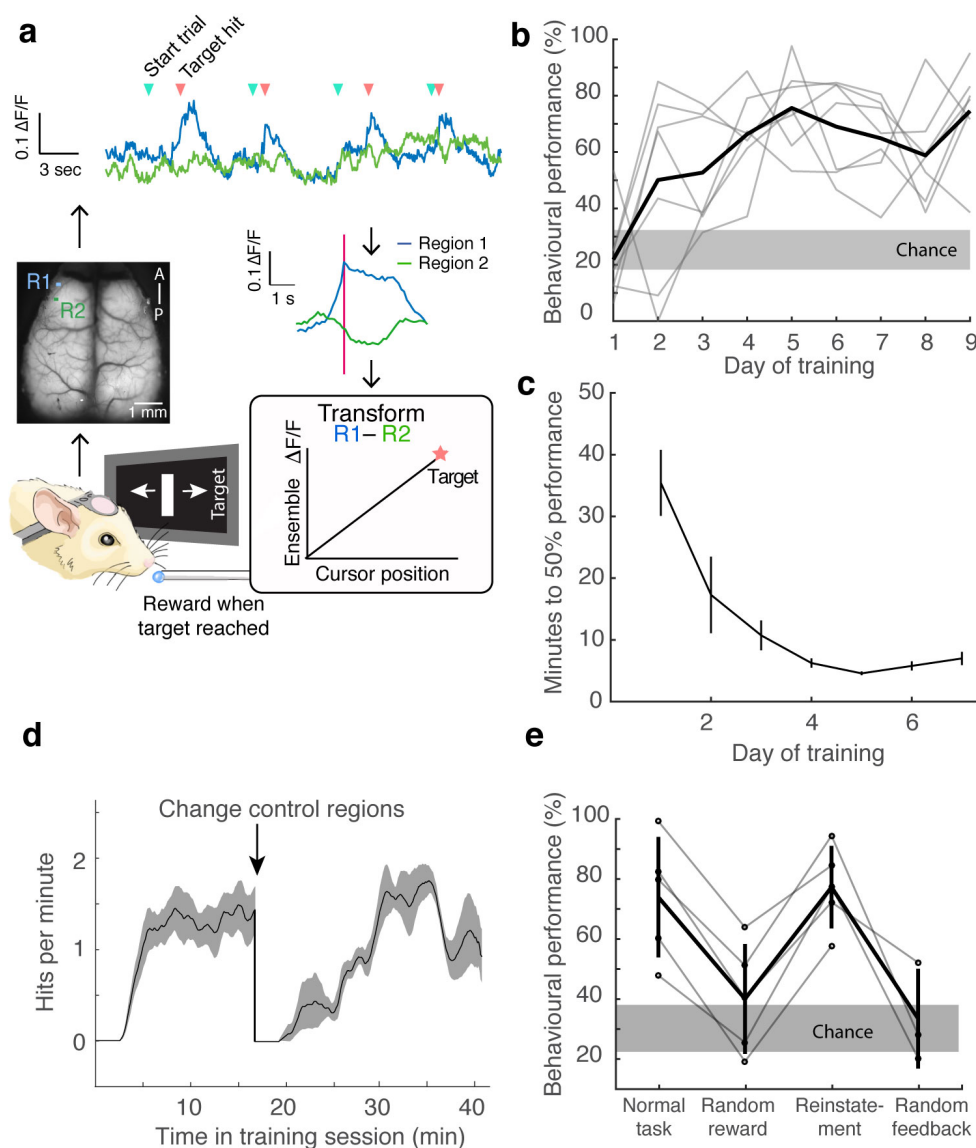 a
Start trial
Target hit
0.1 ΔF/F
3 sec
R1
R2
A
P
1 mm
0.1 ΔF/F
1 s
Region 1
Region 2
Transform
R1– R2
Ensemble ΔF/F
Target
Cursor position
Target
Reward when
target reached
b
Behavioural performance (%)
100
80
60
40
20
0
Chance
1 2 3 4 5 6 7 8 9
Day of training
c
Minutes to 50% performance
50
40
30
20
10
0
2 4 6
Day of training
d
Change control regions
Hits per minute
2
1
0
10 20 30 40
Time in training session (min)
e
Behavioural performance (%)
100
80
60
40
20
Chance
Normal Random Reinstate- Random
task reward ment feedback